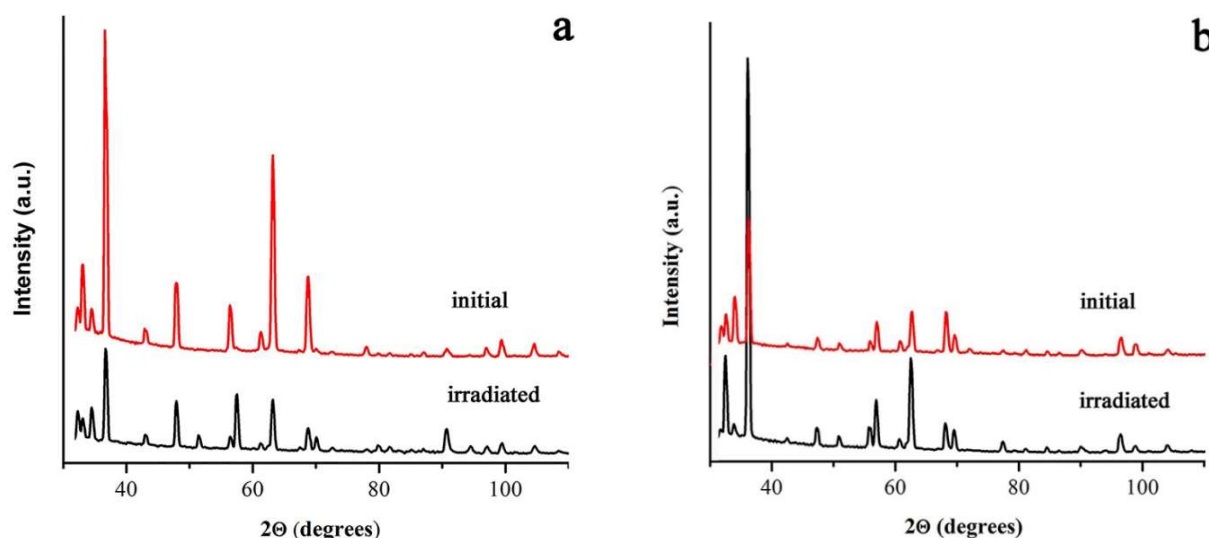 a
Intensity (a.u.)
initial
irradiated
40
60
80
100
2Θ (degrees)
b
Intensity (a.u.)
initial
irradiated
40
60
80
100
2Θ (degrees)